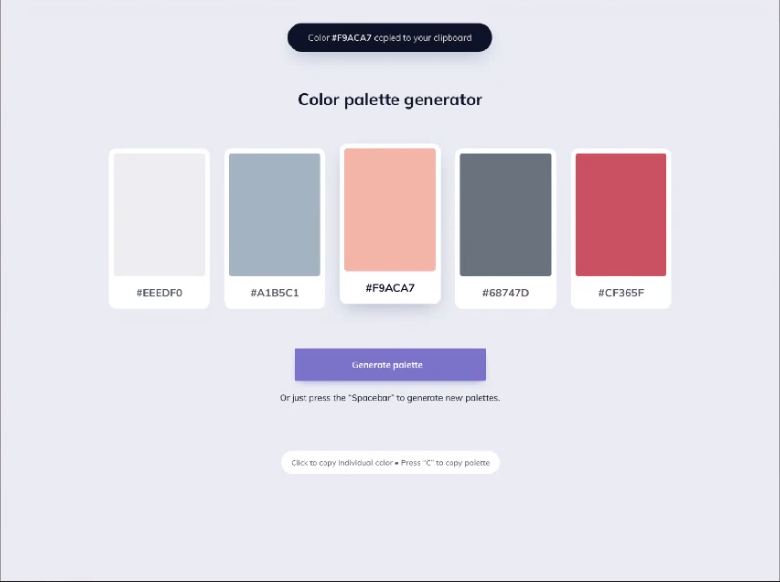 Color #F9ACA7 copied to your clipboard
Color palette generator
#EEEDF0
#A1B5C1
#F9ACA7
#68747D
#CF365F
Generate palette
Or just press the "Spacebar" to generate new palettes.
Click to copy individual color • Press "C" to copy palette